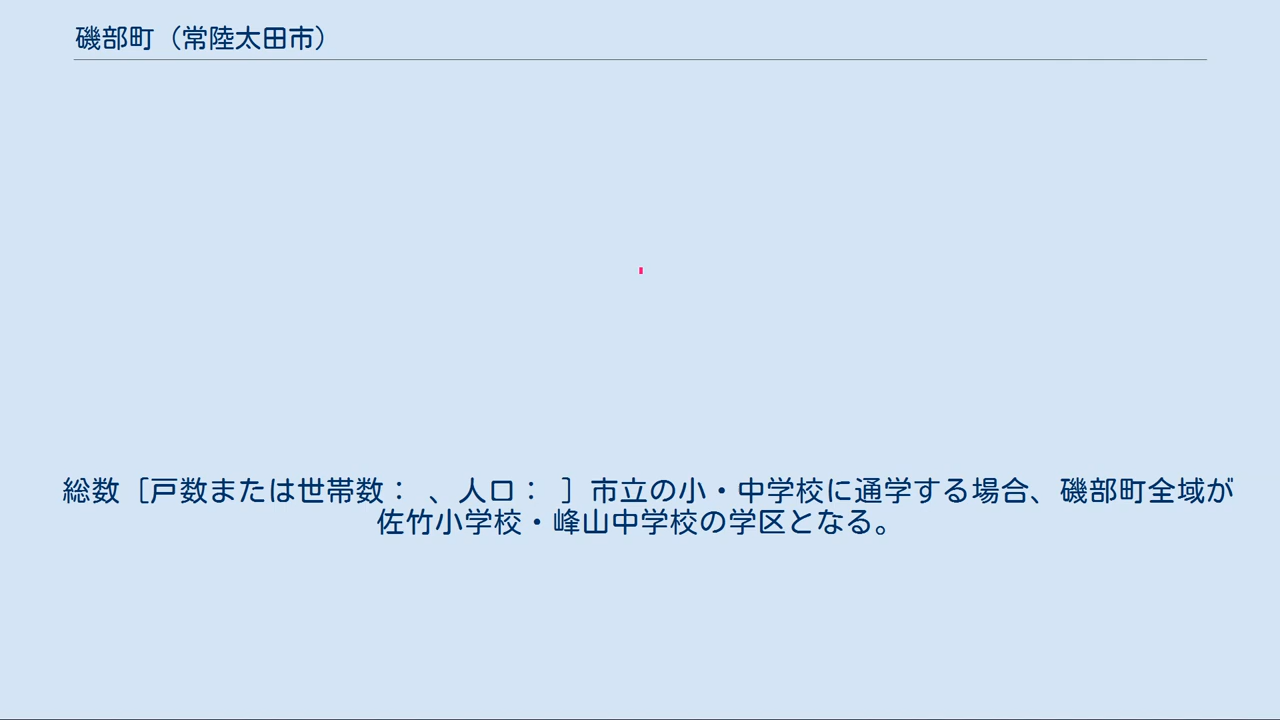 磯部町（常陸太田市）
総数［戸数または世帯数： 、人口： ］市立の小・中学校に通学する場合、磯部町全域が
佐竹小学校・峰山中学校の学区となる。